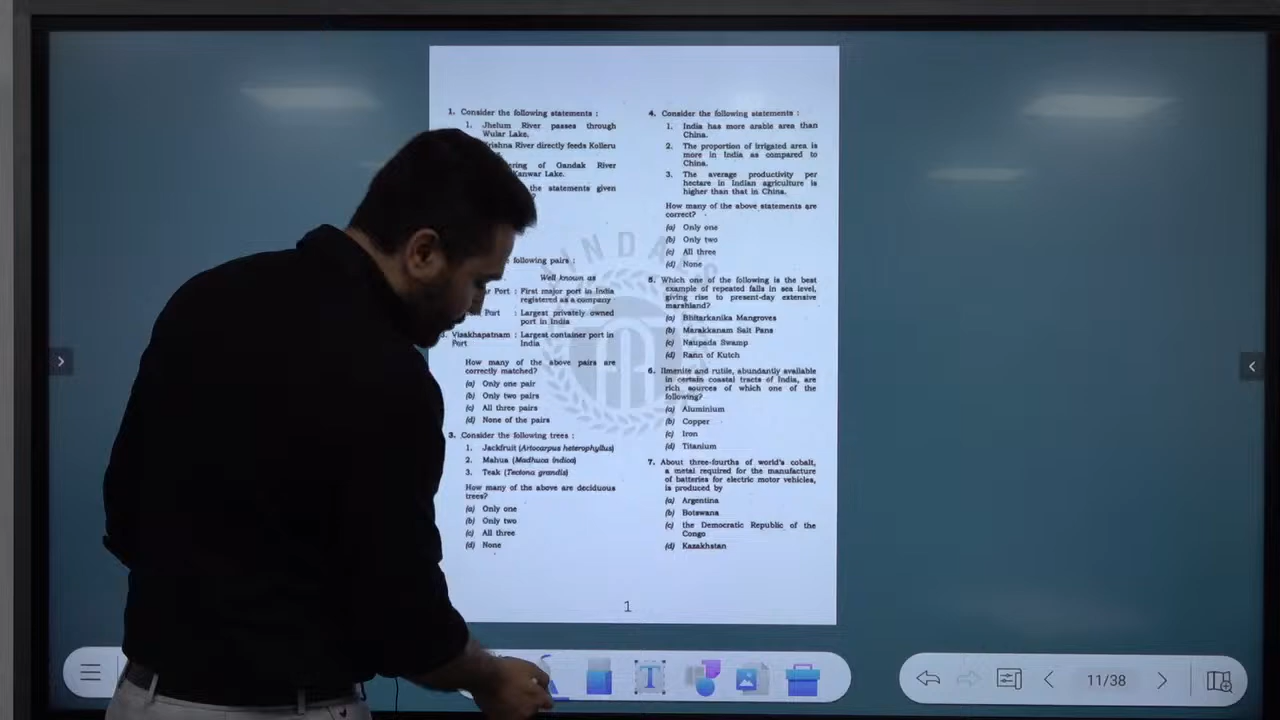 1. Consider the following statements :
1. Jhelum River passes through
Wular Lake.
Krishna River directly feeds Kolleru
of Gandak River
Kanwar Lake.
the statements given
?
following pairs :
Well known as
Port : First major port in India
registered as a company
Port : Largest privately owned
port in India
3. Visakhapatnam : Largest container port in
Port India
How many of the above pairs are
correctly matched?
(a) Only one pair
(b) Only two pairs
(c) All three pairs
(d) None of the pairs
3. Consider the following trees :
1. Jackfruit (Artocarpus heterophyllus)
2. Mahua (Madhuca indica)
3. Teak (Tectona grandis)
How many of the above are deciduous
trees?
(a) Only one
(b) Only two
(c) All three
(d) None
4. Consider the following statements :
1. India has more arable area than
China.
2. The proportion of irrigated area is
more in India as compared to
China.
3. The average productivity per
hectare in Indian agriculture is
higher than that in China.
How many of the above statements are
correct?
(a) Only one
(b) Only two
(c) All three
(d) None
5. Which one of the following is the best
example of repeated falls in sea level,
giving rise to present-day extensive
marshland?
(a) Bhitarkanika Mangroves
(b) Marakkanam Salt Pans
(c) Naupada Swamp
(d) Rann of Kutch
6. Ilmenite and rutile, abundantly available
in certain coastal tracts of India, are
rich sources of which one of the
following?
(a) Aluminium
(b) Copper
(c) Iron
(d) Titanium
7. About three-fourths of world's cobalt,
a metal required for the manufacture
of batteries for electric motor vehicles,
is produced by
(a) Argentina
(b) Botswana
(c) the Democratic Republic of the
Congo
(d) Kazakhstan
1
T
11/38